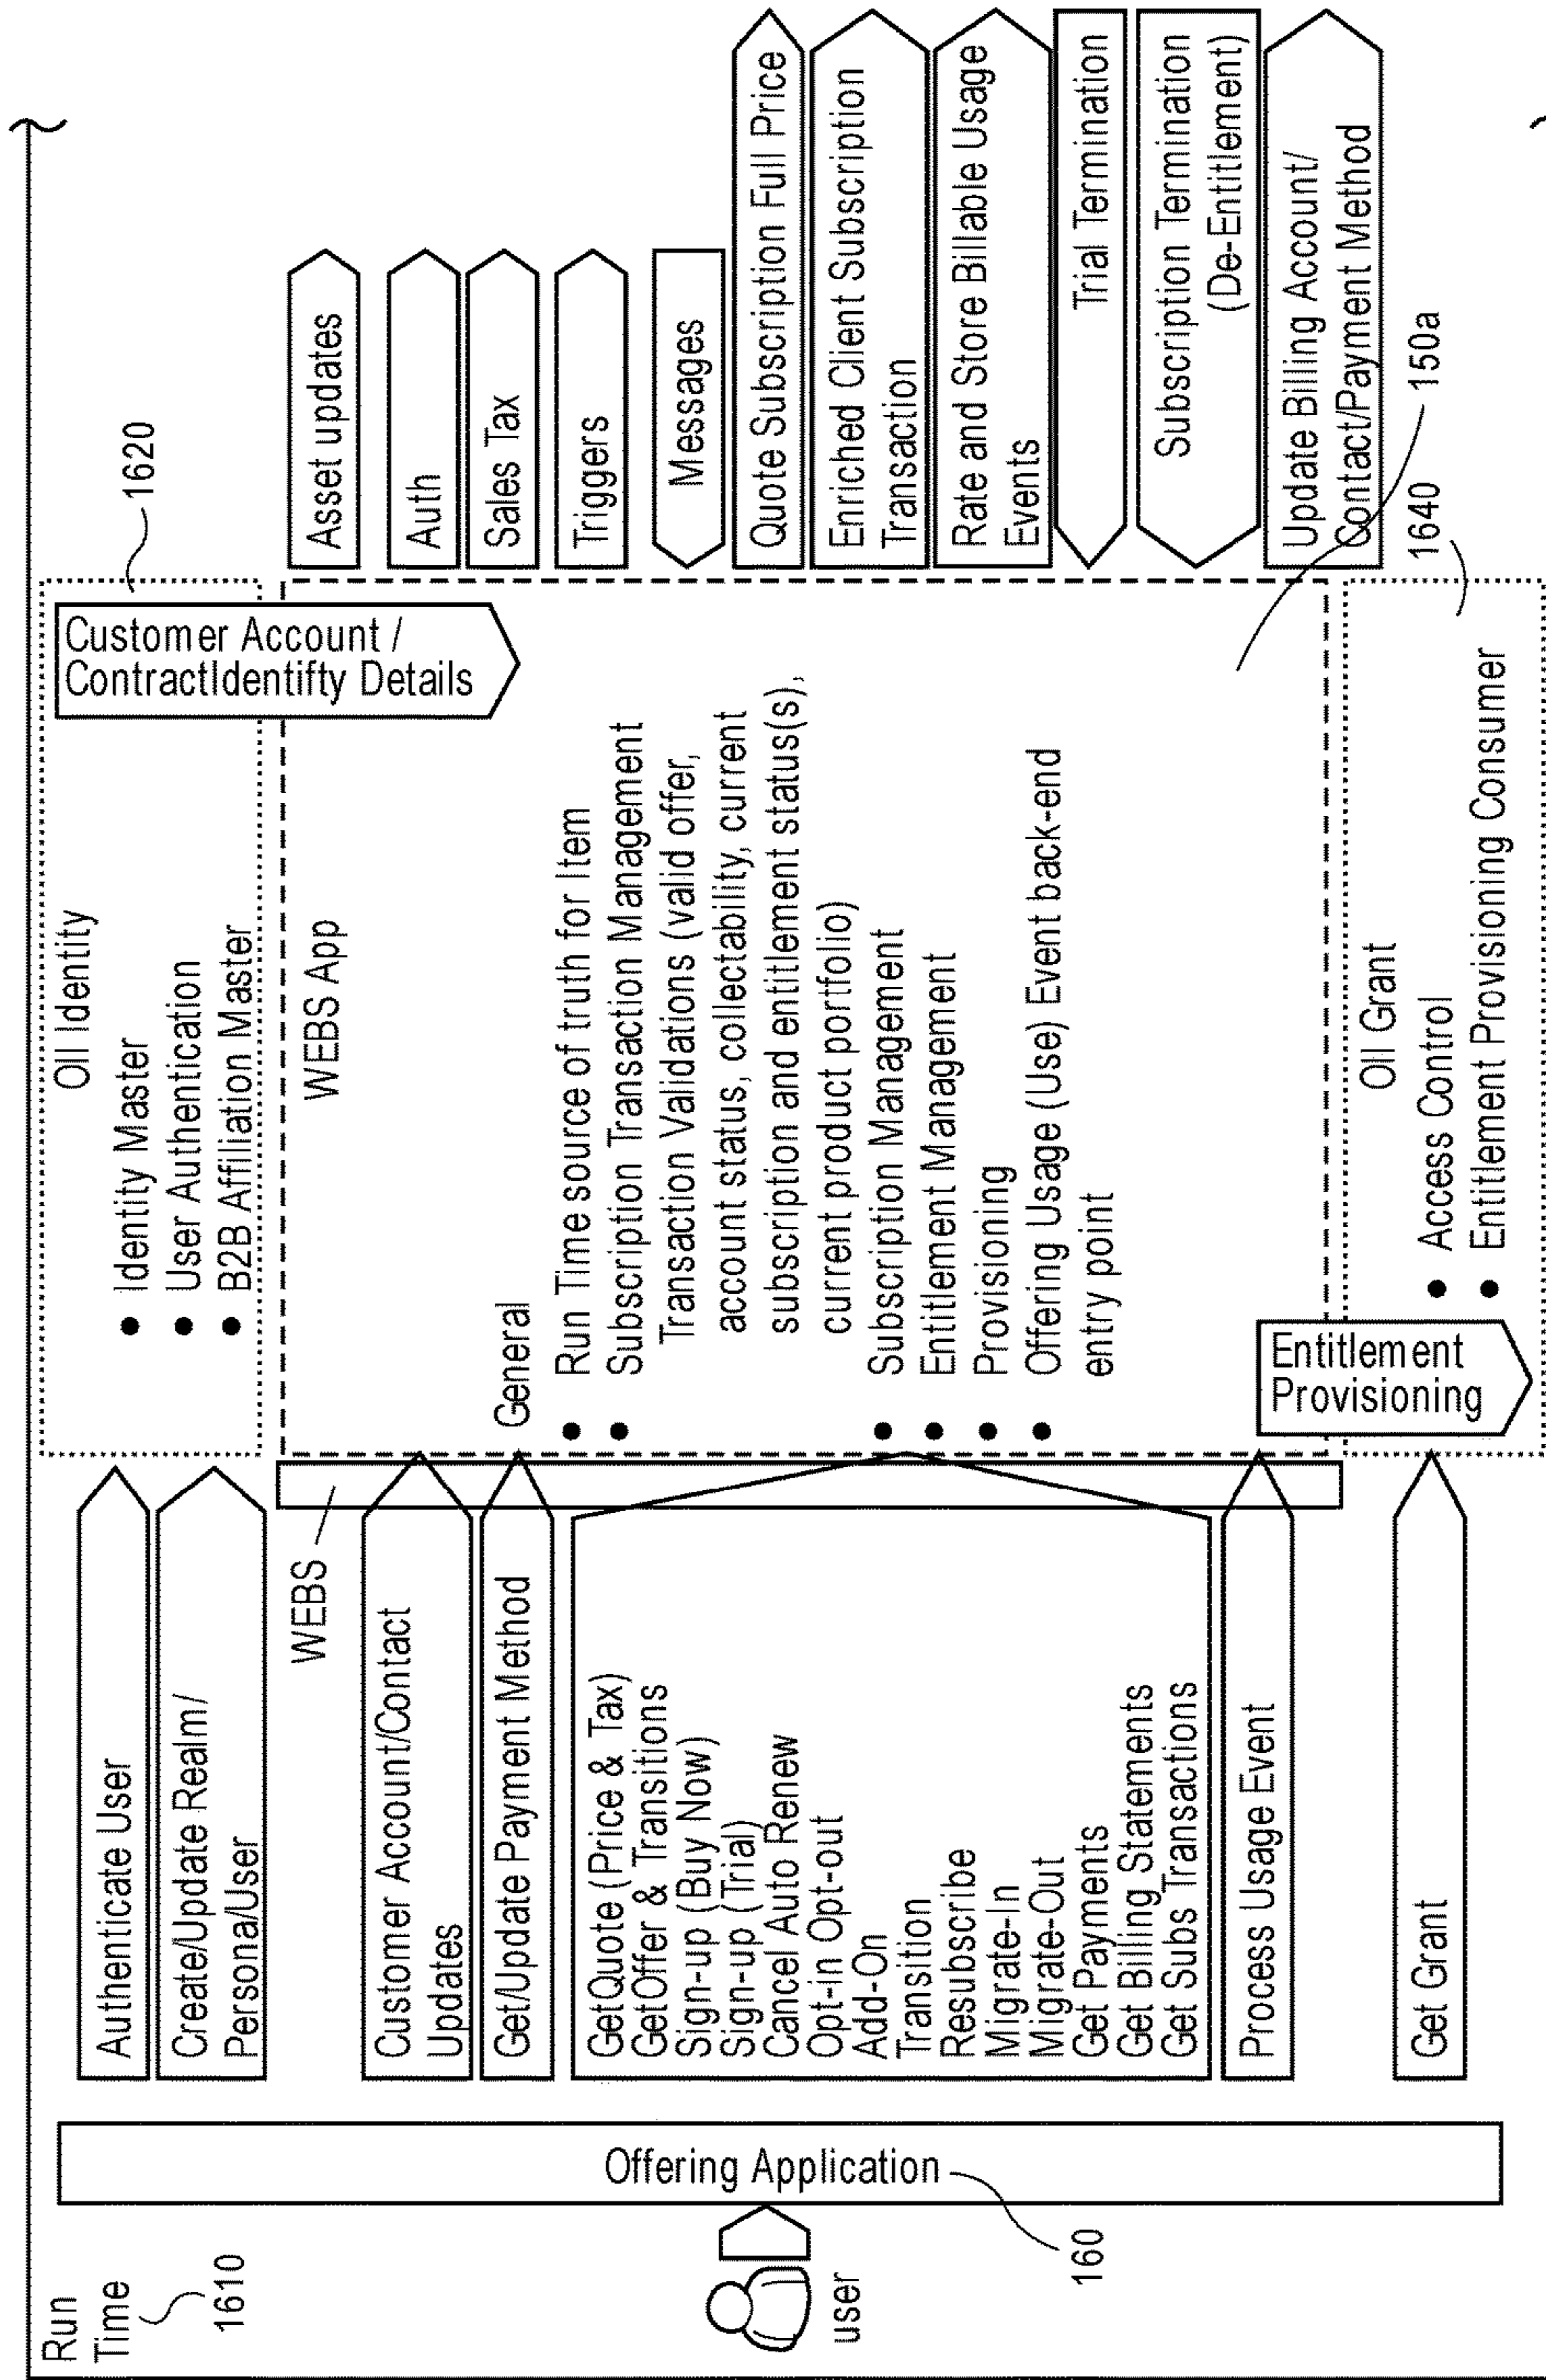 Run
Time
1610
user
160
Offering Application
Authenticate User
Create/Update Realm/
Persona/User
WEBS
Customer Account/Contact
Updates
Get/Update Payment Method
GetQuote (Price & Tax)
GetOffer & Transitions
Sign-up (Buy Now)
Sign-up (Trial)
Cancel Auto Renew
Opt-in Opt-out
Add-On
Transition
Resubscribe
Migrate-In
Migrate-Out
Get Payments
Get Billing Statements
Get Subs Transactions
Process Usage Event
Get Grant
OII Identity
• Identity Master
• User Authentication
• B2B Affiliation Master
1620
Customer Account /
ContractIdentifty Details
WEBS App
General
• Run Time source of truth for Item
• Subscription Transaction Management
Transaction Validations (valid offer,
account status, collectability, current
subscription and entitlement status(s),
current product portfolio)
• Subscription Management
• Entitlement Management
• Provisioning
• Offering Usage (Use) Event back-end
entry point
Entitlement
Provisioning
OII Grant
• Access Control
• Entitlement Provisioning Consumer
1640
150a
Asset updates
Auth
Sales Tax
Triggers
Messages
Quote Subscription Full Price
Enriched Client Subscription
Transaction
Rate and Store Billable Usage
Events
Trial Termination
Subscription Termination
(De-Entitlement)
Update Billing Account/
Contact/Payment Method